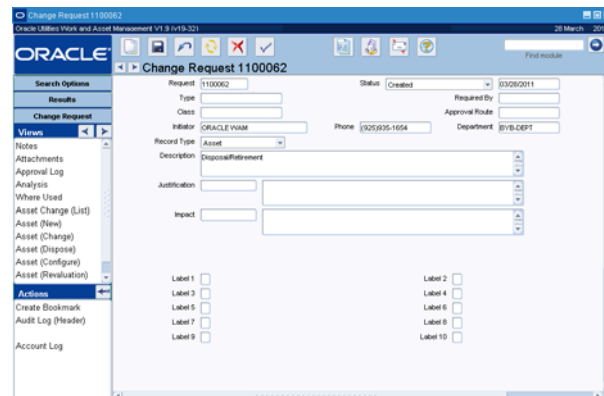 Change Request 1100062
Oracle Utilities Work and Asset Management V1.9 (v19-32) 28 March 201
ORACLE
Find module
Change Request 1100062
Search Options
Results
Change Request
Views
Notes
Attachments
Approval Log
Analysis
Where Used
Asset Change (List)
Asset (New)
Asset (Change)
Asset (Dispose)
Asset (Configure)
Asset (Revaluation)
Actions
Create Bookmark
Audit Log (Header)
Account Log
Request 1100062 Status Created 03/28/2011
Type Required By
Class Approval Route
Initiator ORACLE WAM Phone (925)935-1654 Department BYB-DEPT
Record Type Asset
Description Disposal/Retirement
Justification
Impact
Label 1 Label 2
Label 3 Label 4
Label 5 Label 6
Label 7 Label 8
Label 9 Label 10